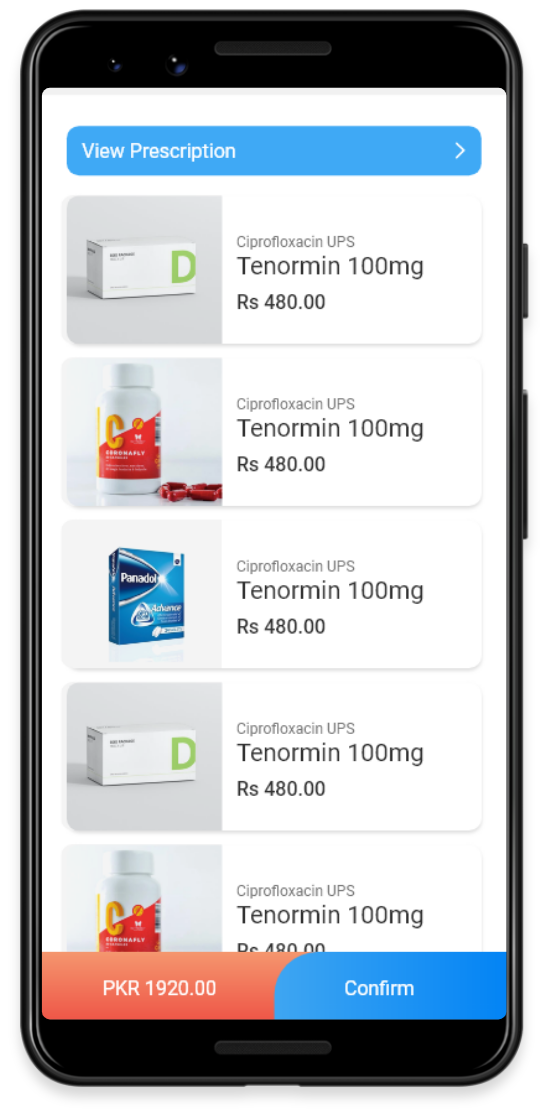 View Prescription
D
Ciprofloxacin UPS
Tenormin 100mg
Rs 480.00
C
CORONAFLY
Ciprofloxacin UPS
Tenormin 100mg
Rs 480.00
Panadol
Advance
Ciprofloxacin UPS
Tenormin 100mg
Rs 480.00
D
Ciprofloxacin UPS
Tenormin 100mg
Rs 480.00
C
CORONAFLY
Ciprofloxacin UPS
Tenormin 100mg
Rs 480.00
PKR 1920.00
Confirm